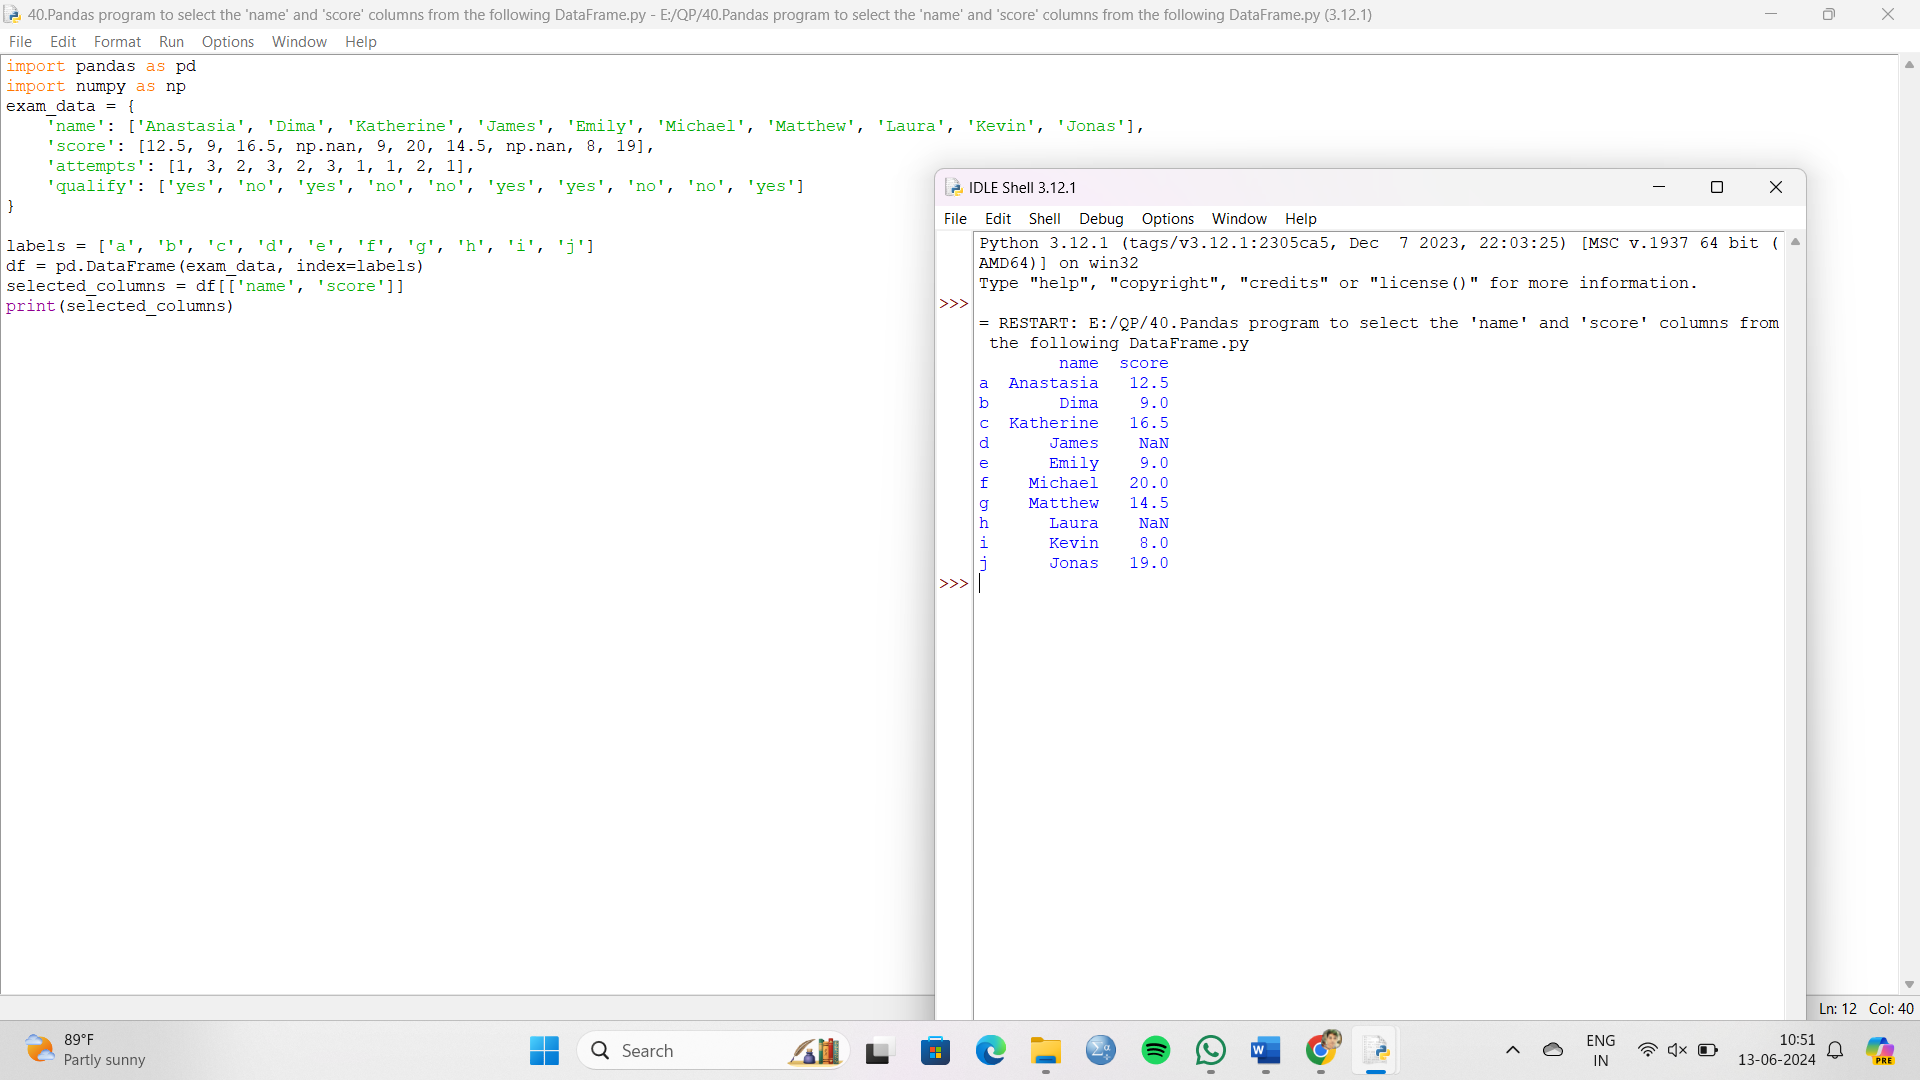 40.Pandas program to select the 'name' and 'score' columns from the following DataFrame.py - E:/QP/40.Pandas program to select the 'name' and 'score' columns from the following DataFrame.py (3.12.1)
File Edit Format Run Options Window Help
import pandas as pd
import numpy as np
exam_data = {
    'name': ['Anastasia', 'Dima', 'Katherine', 'James', 'Emily', 'Michael', 'Matthew', 'Laura', 'Kevin', 'Jonas'],
    'score': [12.5, 9, 16.5, np.nan, 9, 20, 14.5, np.nan, 8, 19],
    'attempts': [1, 3, 2, 3, 2, 3, 1, 1, 2, 1],
    'qualify': ['yes', 'no', 'yes', 'no', 'no', 'yes', 'yes', 'no', 'no', 'yes']
}
labels = ['a', 'b', 'c', 'd', 'e', 'f', 'g', 'h', 'i', 'j']
df = pd.DataFrame(exam_data, index=labels)
selected_columns = df[['name', 'score']]
print(selected_columns)
IDLE Shell 3.12.1
File Edit Shell Debug Options Window Help
Python 3.12.1 (tags/v3.12.1:2305ca5, Dec  7 2023, 22:03:25) [MSC v.1937 64 bit (
AMD64)] on win32
Type "help", "copyright", "credits" or "license()" for more information.
>>>
= RESTART: E:/QP/40.Pandas program to select the 'name' and 'score' columns from
 the following DataFrame.py
        name  score
a  Anastasia   12.5
b       Dima    9.0
c  Katherine   16.5
d      James    NaN
e      Emily    9.0
f    Michael   20.0
g    Matthew   14.5
h      Laura    NaN
i      Kevin    8.0
j      Jonas   19.0
>>>
Ln: 12 Col: 40
89°F
Partly sunny
Search
W
ENG
IN
10:51
13-06-2024
PRE